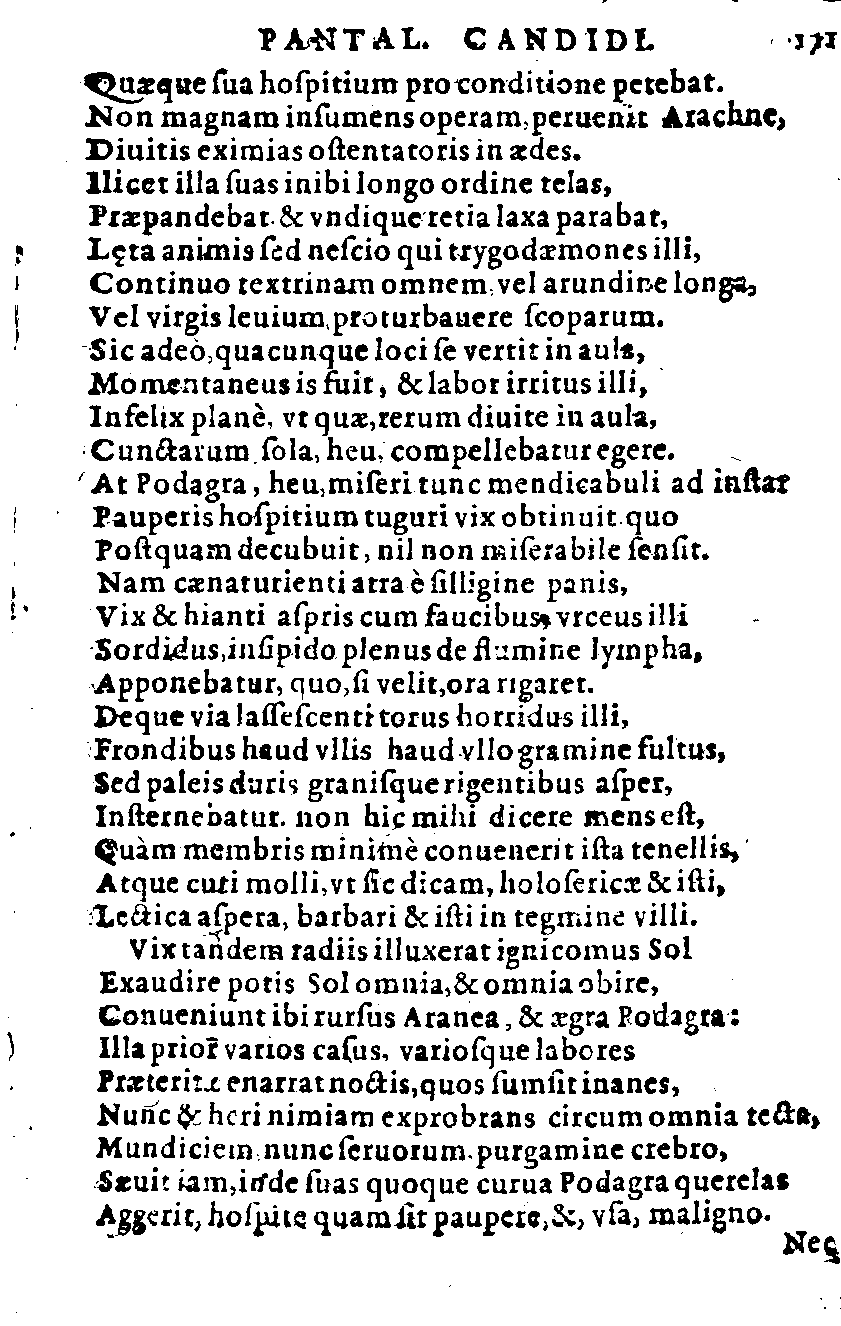 PANTAL. CANDIDI. 171
Quæque ſua hoſpitium pro conditione petebat.
Non magnam inſumens operam, peruenit Arachne,
Diuitis eximias oſtentatoris in ædes.
Ilicet illa ſuas inibi longo ordine telas,
Præpandebat & vndique retia laxa parabat,
Lęta animis ſed neſcio qui trygodæmones illi,
Continuo textrinam omnem, vel arundine longa,
Vel virgis leuium, proturbauere ſcoparum.
Sic adeò, quacunque loci ſe vertit in aula,
Momentaneus is fuit, & labor irritus illi,
Infelix planè, vt quæ, rerum diuite in aula,
Cunctarum ſola, heu, compellebatur egere.
At Podagra, heu, miſeri tunc mendicabuli ad inſtar
Pauperis hoſpitium tuguri vix obtinuit. quo
Poſtquam decubuit, nil non miſerabile ſenſit.
Nam cænaturienti atra è ſilligine panis,
Vix & hianti aſpris cum faucibus, vrceus illi
Sordidus, inſipido plenus de flumine lympha,
Apponebatur, quo, ſi velit, ora rigaret.
Deque via laſſeſcenti torus horridus illi,
Frondibus haud vllis haud vllo gramine fultus,
Sed paleis duris graniſque rigentibus aſper,
Inſternebatur. non hic mihi dicere mens eſt,
Quàm membris minimè conuenerit iſta tenellis,
Atque cuti molli, vt ſic dicam, holoſericæ & iſti,
Lectica aſpera, barbari & iſti in tegmine villi.
Vix tandem radiis illuxerat ignicomus Sol
Exaudire potis Sol omnia, & omnia obire,
Conueniunt ibi rurſus Aranea, & ægra Podagra:
Illa prior varios caſus, varioſque labores
Præteritæ enarrat noctis, quos ſumſit inanes,
Nunc & heri nimiam exprobrans circum omnia tecta,
Mundiciem, nunc ſeruorum purgamine crebro,
Sæuit iam, inde ſuas quoque curua Podagra querelas
Aggerit, hoſpite quam ſit paupere, &, vſa, maligno.
Nec